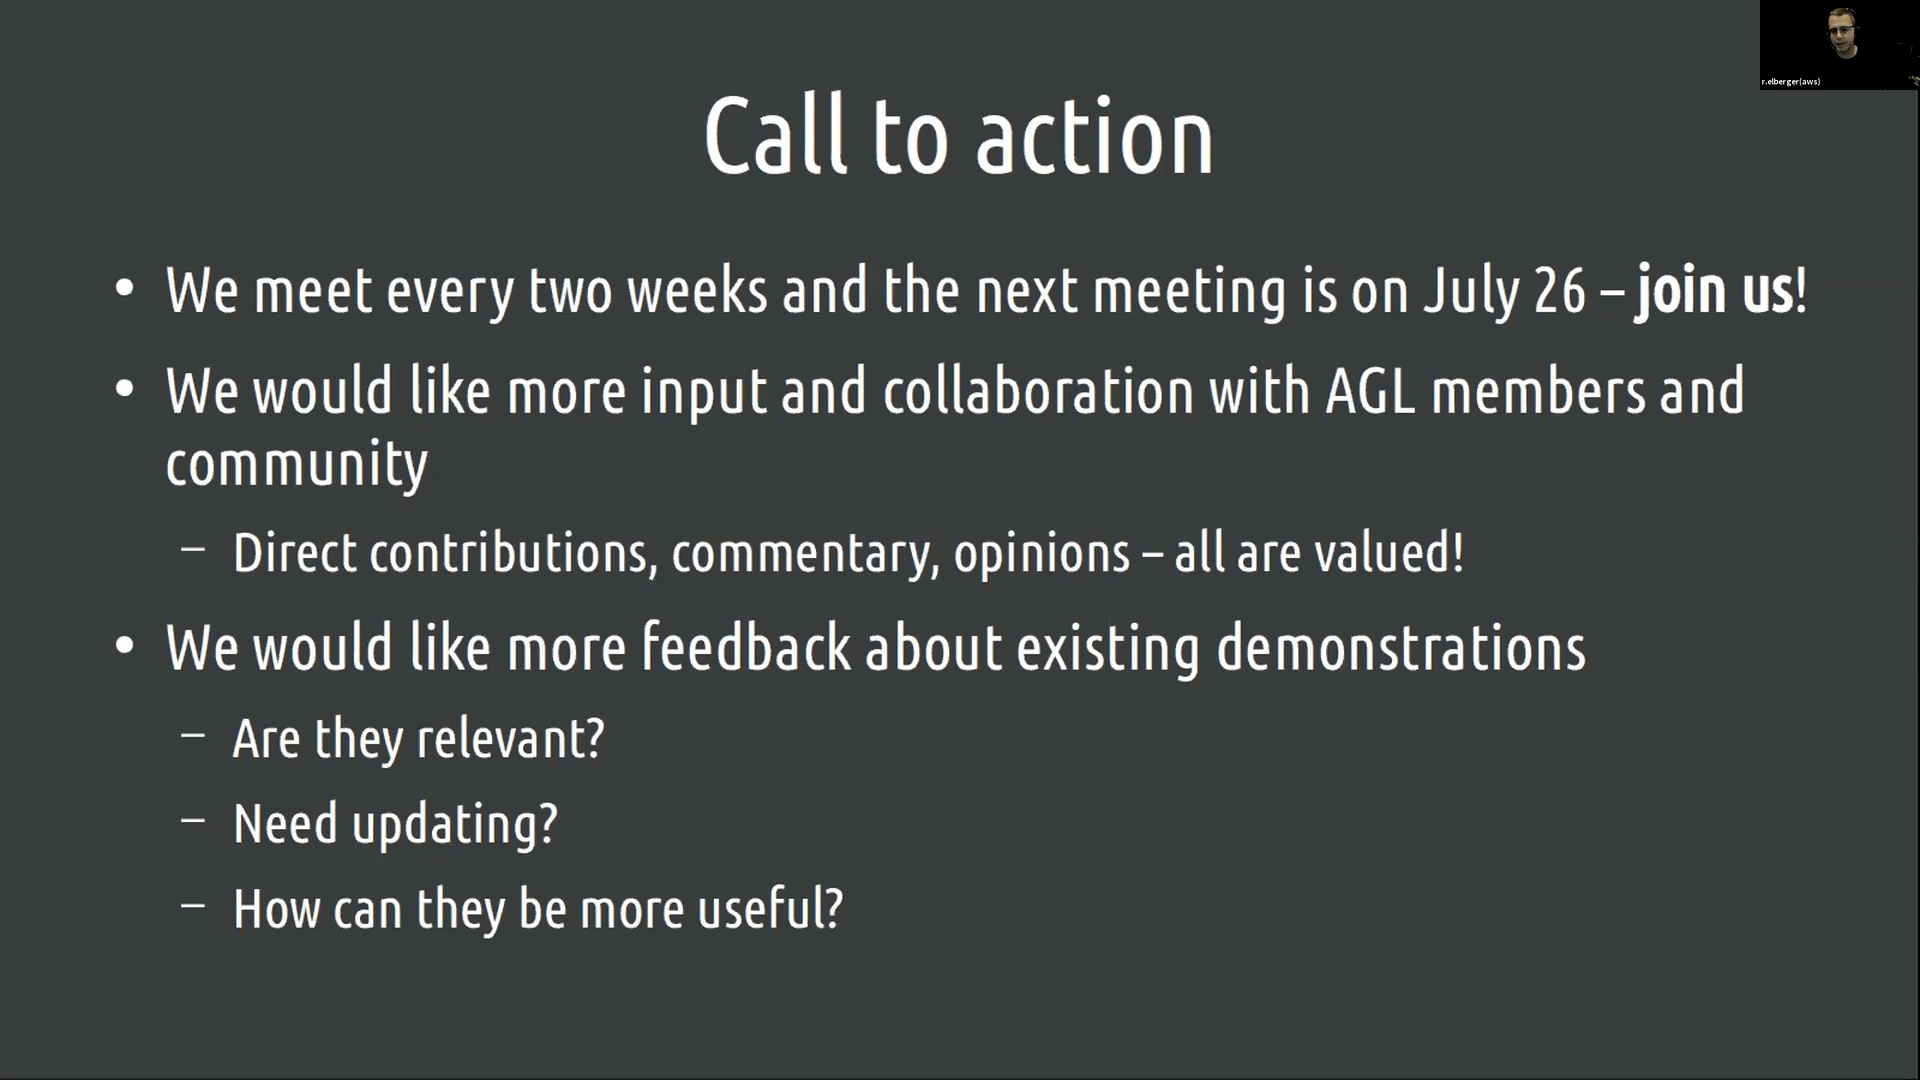 r.elberger(aws)
Call to action
• We meet every two weeks and the next meeting is on July 26 – join us!
• We would like more input and collaboration with AGL members and
community
– Direct contributions, commentary, opinions – all are valued!
• We would like more feedback about existing demonstrations
– Are they relevant?
– Need updating?
– How can they be more useful?